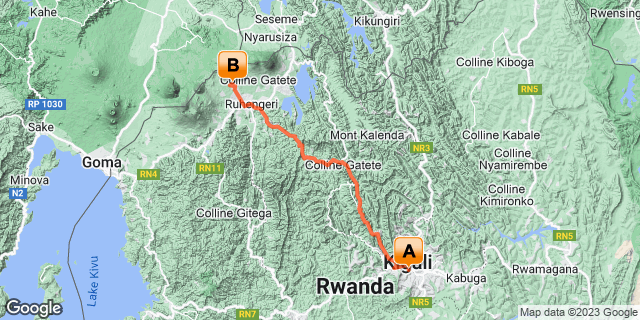 Kahe
Seseme
Nyarusiza
Kikungiri
Rwensing
Colline Kiboga
B
Colline Gatete
RN5
RP 1030
Ruhengeri
Sake
Mont Kalenda
Colline Kabale
Goma
NR3
Colline
Nyamirembe
RN4
RN11
Colline Gatete
Minova
N2
Colline
Kimironko
Colline Gitega
RN5
A
Kigali
Lake Kivu
Rwamagana
Kabuga
Rwanda
NR5
RN7
Google
Map data ©2023 Google